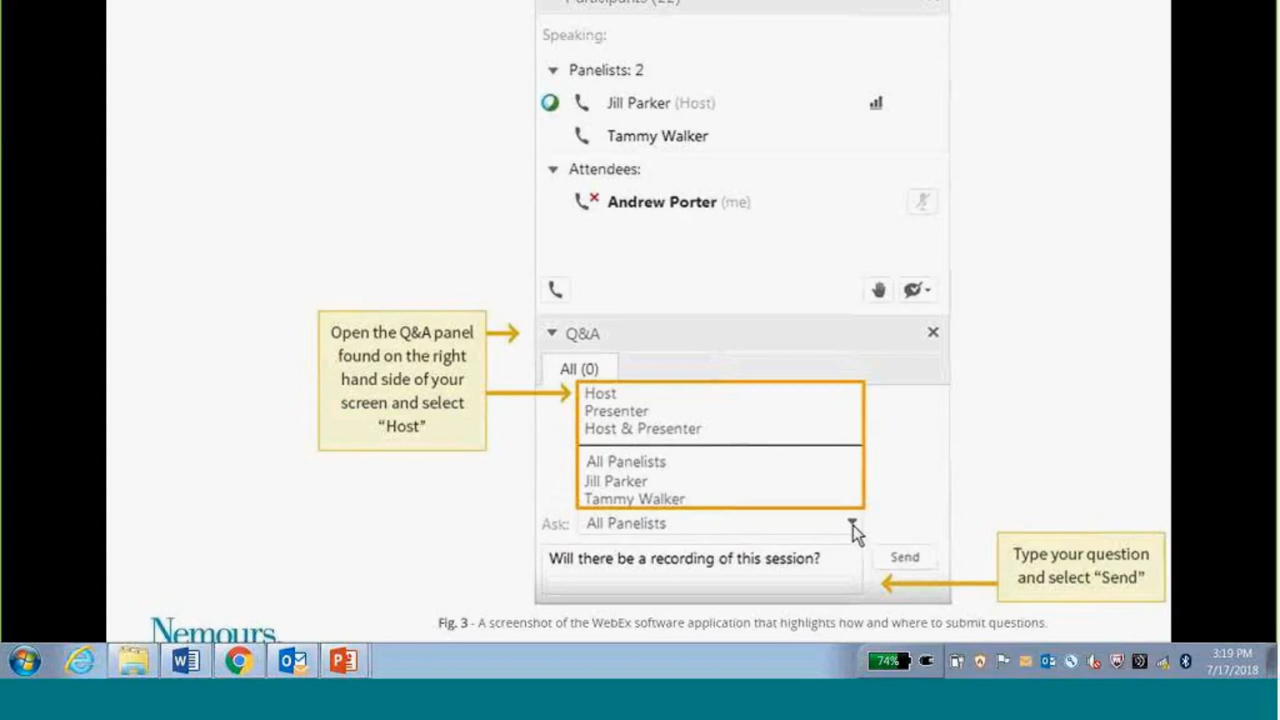 Participants (22)
Speaking:
Panelists: 2
Jill Parker (Host)
Tammy Walker
Attendees:
Andrew Porter (me)
Open the Q&A panel
found on the right
hand side of your
screen and select
“Host”
Q&A
All (0)
Host
Presenter
Host & Presenter
All Panelists
Jill Parker
Tammy Walker
Ask: All Panelists
Will there be a recording of this session?
Send
Type your question
and select “Send”
Nemours
Fig. 3 - A screenshot of the WebEx software application that highlights how and where to submit questions.
74%
3:19 PM
7/17/2018